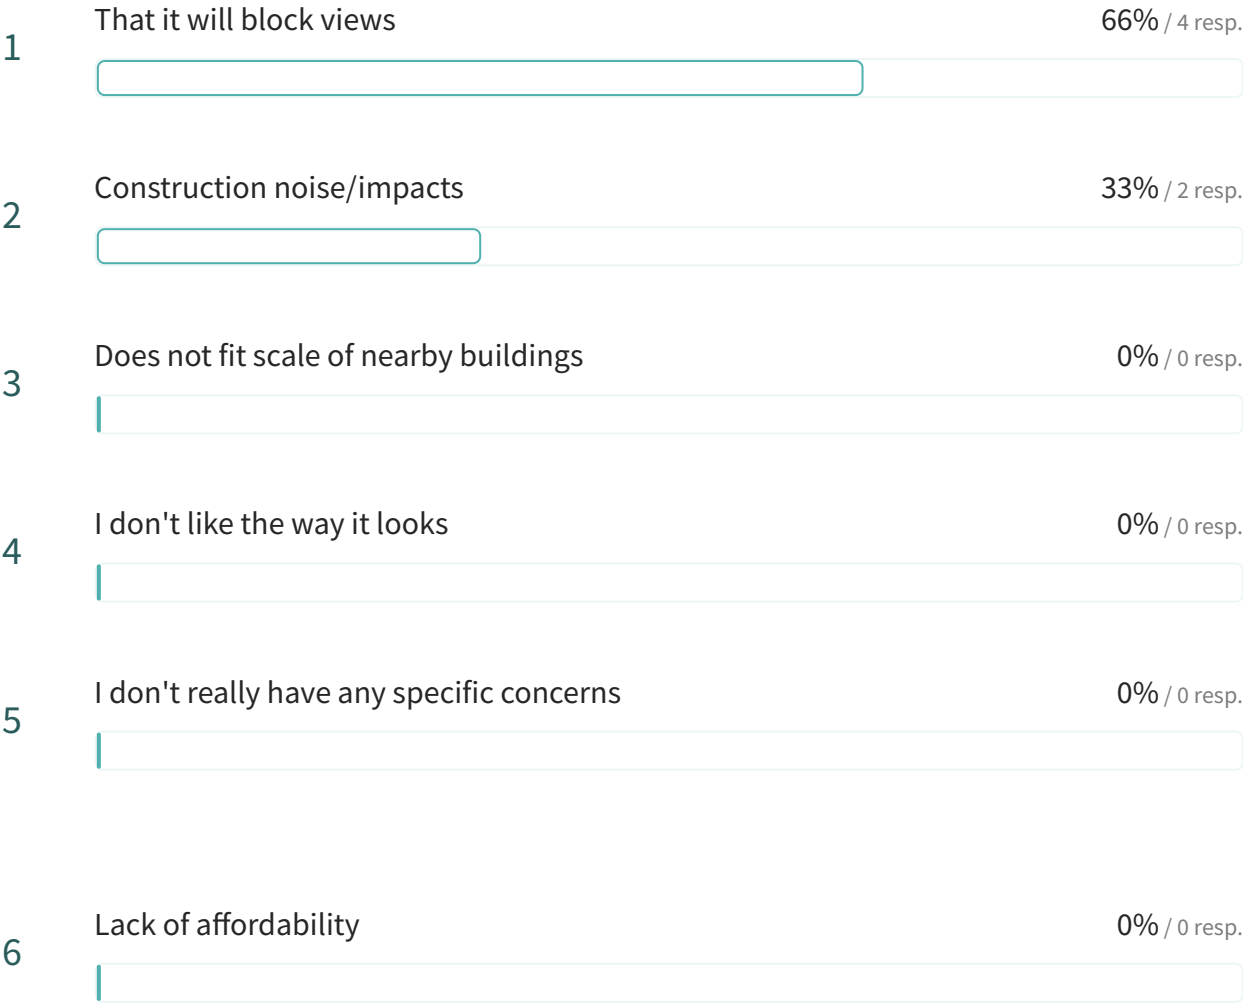 1
That it will block views 66% / 4 resp.
2
Construction noise/impacts 33% / 2 resp.
3
Does not fit scale of nearby buildings 0% / 0 resp.
4
I don't like the way it looks 0% / 0 resp.
5
I don't really have any specific concerns 0% / 0 resp.
6
Lack of affordability 0% / 0 resp.